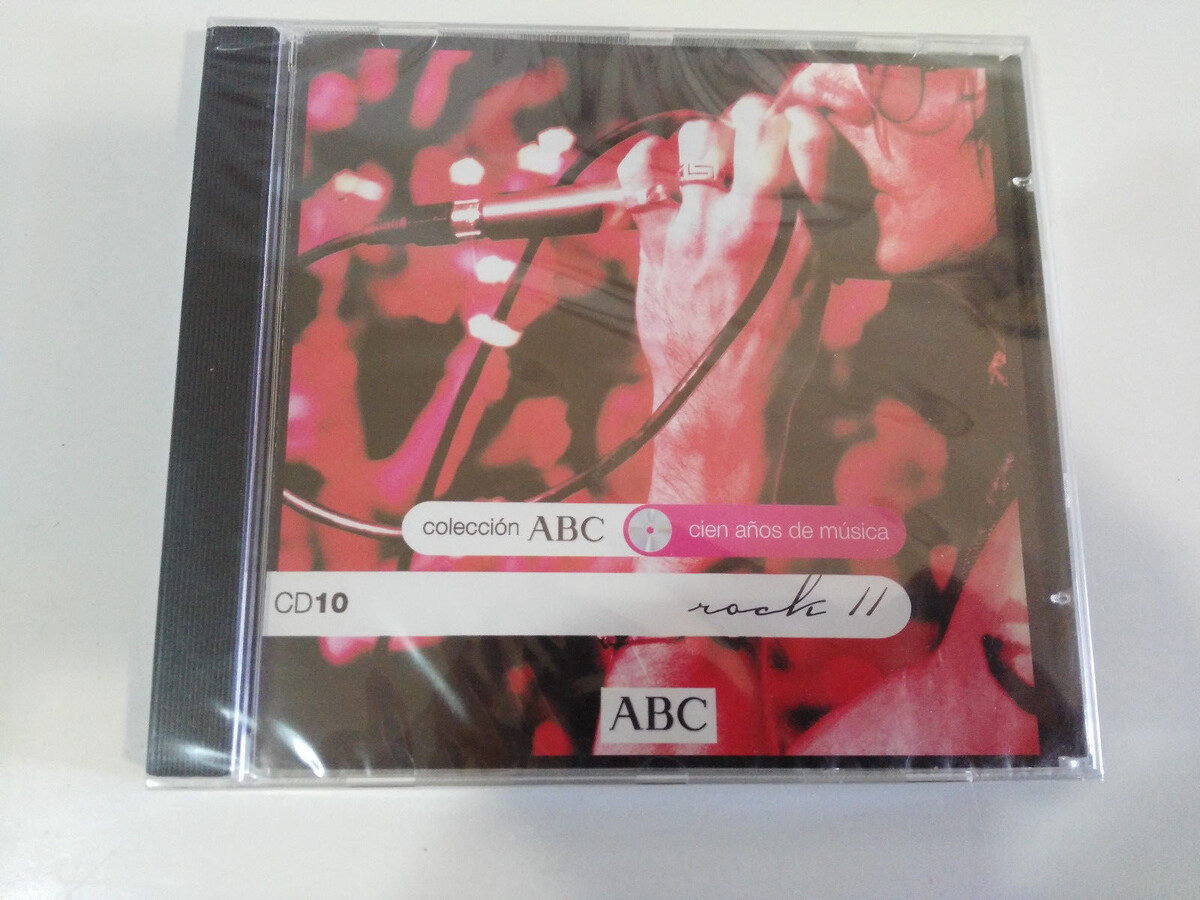 colección ABC cien años de música
CD10 rock II
ABC